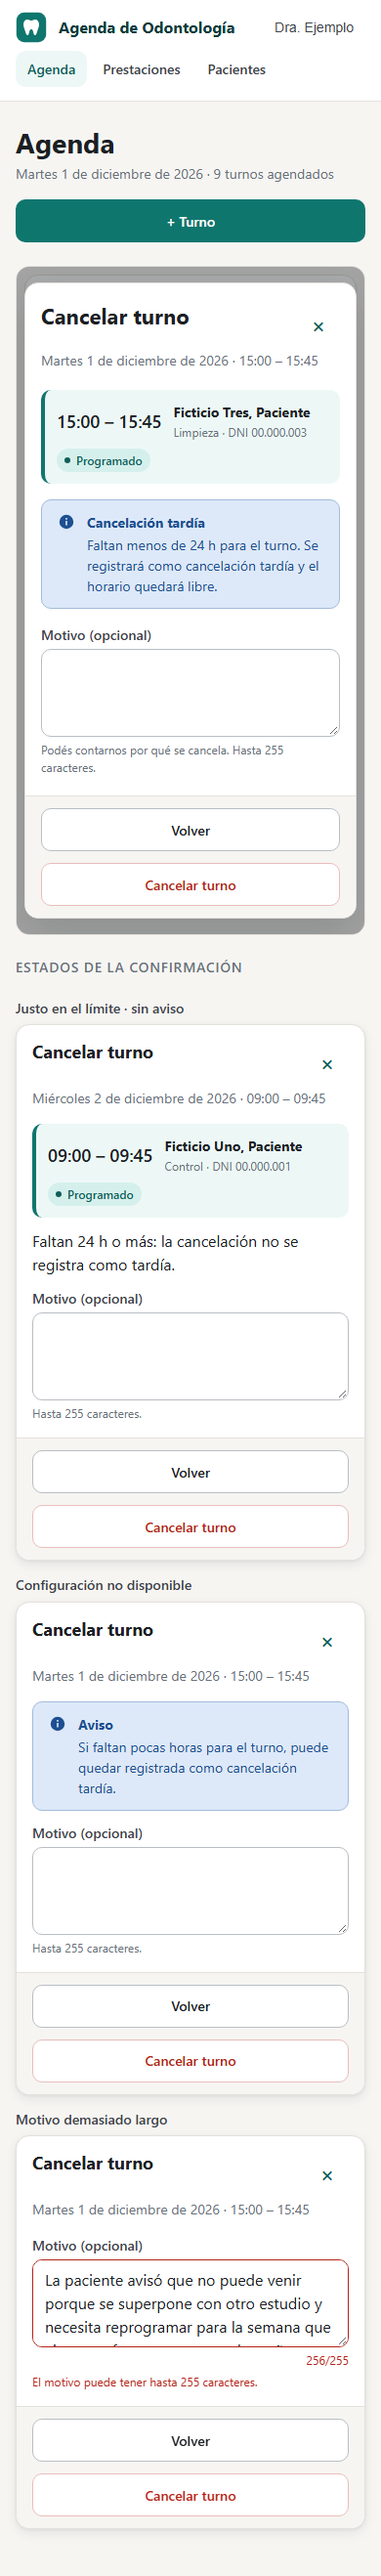 Agenda de Odontología
Dra. Ejemplo
Agenda
Prestaciones
Pacientes
Agenda
Martes 1 de diciembre de 2026 · 9 turnos agendados
+ Turno
Cancelar turno
×
Martes 1 de diciembre de 2026 · 15:00 – 15:45
15:00 – 15:45
Ficticio Tres, Paciente
Limpieza · DNI 00.000.003
Programado
Cancelación tardía
Faltan menos de 24 h para el turno. Se
registrará como cancelación tardía y el
horario quedará libre.
Motivo (opcional)
Podés contarnos por qué se cancela. Hasta 255
caracteres.
Volver
Cancelar turno
ESTADOS DE LA CONFIRMACIÓN
Justo en el límite · sin aviso
Cancelar turno
×
Miércoles 2 de diciembre de 2026 · 09:00 – 09:45
09:00 – 09:45
Ficticio Uno, Paciente
Control · DNI 00.000.001
Programado
Faltan 24 h o más: la cancelación no se
registra como tardía.
Motivo (opcional)
Hasta 255 caracteres.
Volver
Cancelar turno
Configuración no disponible
Cancelar turno
×
Martes 1 de diciembre de 2026 · 15:00 – 15:45
Aviso
Si faltan pocas horas para el turno, puede
quedar registrada como cancelación
tardía.
Motivo (opcional)
Hasta 255 caracteres.
Volver
Cancelar turno
Motivo demasiado largo
Cancelar turno
×
Martes 1 de diciembre de 2026 · 15:00 – 15:45
Motivo (opcional)
La paciente avisó que no puede venir
porque se superpone con otro estudio y
necesita reprogramar para la semana que
256/255
El motivo puede tener hasta 255 caracteres.
Volver
Cancelar turno